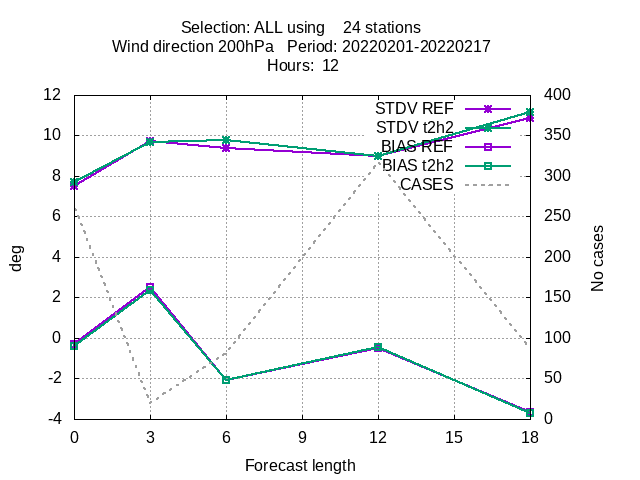 Selection: ALL using    24 stations
Wind direction 200hPa   Period: 20220201-20220217
Hours:  12
STDV REF
STDV t2h2
BIAS REF
BIAS t2h2
CASES
12
10
8
6
4
2
0
-2
-4
400
350
300
250
200
150
100
50
0
deg
No cases
0 3 6 9 12 15 18
Forecast length